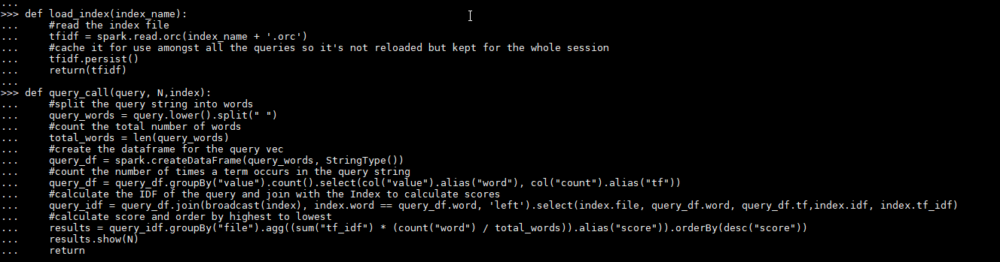 ...
>>> def load_index(index_name):
...     #read the index file
...     tfidf = spark.read.orc(index_name + '.orc')
...     #cache it for use amongst all the queries so it's not reloaded but kept for the whole session
...     tfidf.persist()
...     return(tfidf)
...
>>> def query_call(query, N,index):
...     #split the query string into words
...     query_words = query.lower().split(" ")
...     #count the total number of words
...     total_words = len(query_words)
...     #create the dataframe for the query vec
...     query_df = spark.createDataFrame(query_words, StringType())
...     #count the number of times a term occurs in the query string
...     query_df = query_df.groupBy("value").count().select(col("value").alias("word"), col("count").alias("tf"))
...     #calculate the IDF of the query and join with the Index to calculate scores
...     query_idf = query_df.join(broadcast(index), index.word == query_df.word, 'left').select(index.file, query_df.word, query_df.tf,index.idf, index.tf_idf)
...     #calculate score and order by highest to lowest
...     results = query_idf.groupBy("file").agg((sum("tf_idf") * (count("word") / total_words)).alias("score")).orderBy(desc("score"))
...     results.show(N)
...     return